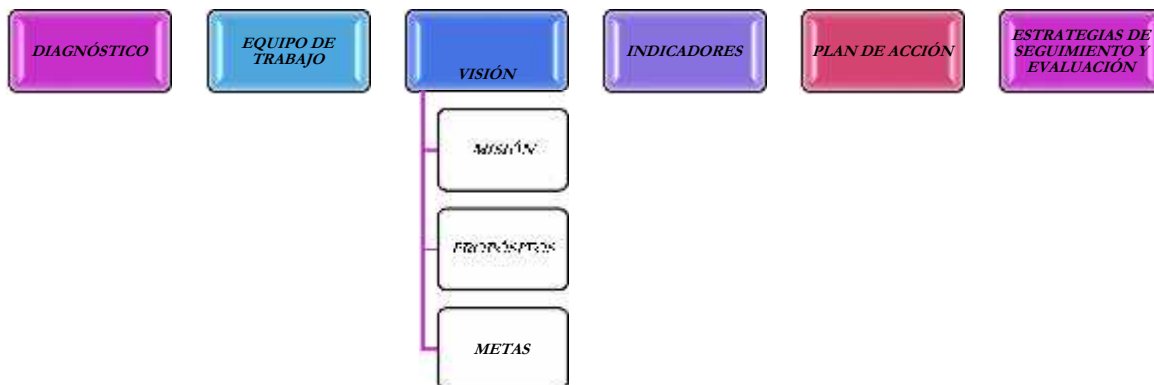 DIAGNÓSTICO
EQUIPO DE
TRABAJO
VISIÓN
INDICADORES
PLAN DE ACCIÓN
ESTRATEGIAS DE
SEGUIMIENTO Y
EVALUACIÓN
MISIÓN
PROPÓSITOS
METAS